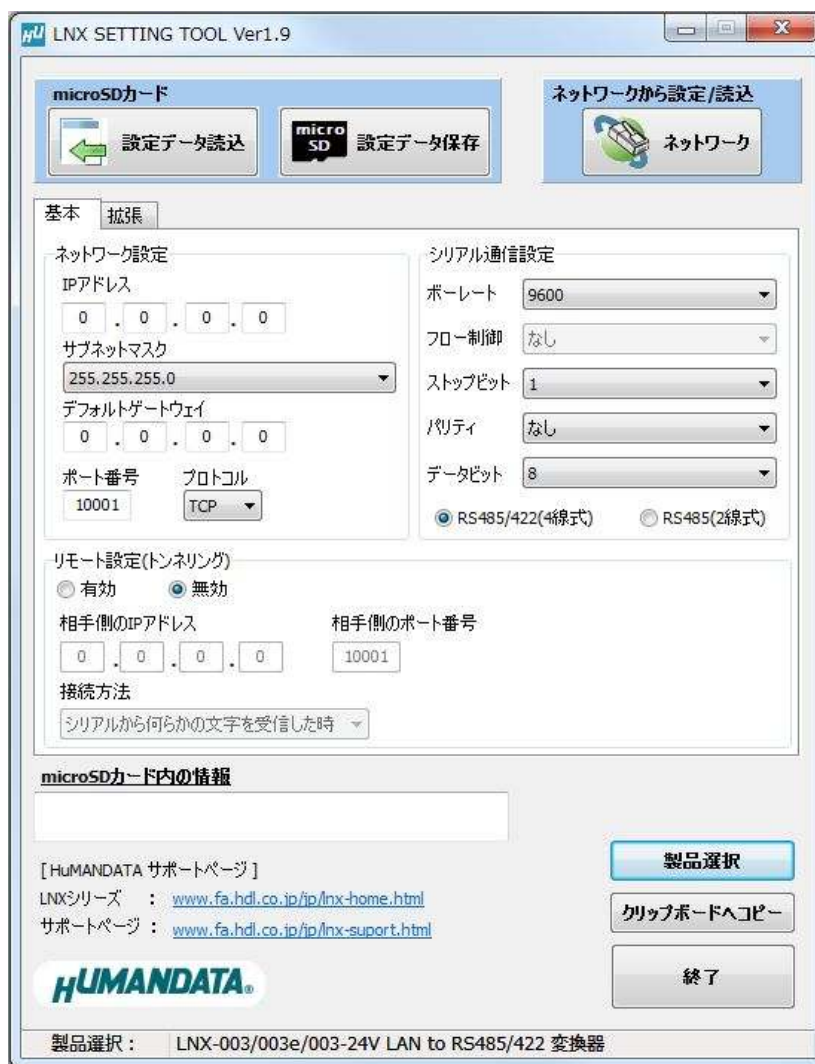 LNX SETTING TOOL Ver1.9
microSDカード
設定データ読込
micro
SD
設定データ保存
ネットワークから設定/読込
ネットワーク
基本
拡張
ネットワーク設定
IPアドレス
0 . 0 . 0 . 0
サブネットマスク
255.255.255.0
デフォルトゲートウェイ
0 . 0 . 0 . 0
ポート番号 プロトコル
10001 TCP
シリアル通信設定
ボーレート 9600
フロー制御 なし
ストップビット 1
パリティ なし
データビット 8
RS485/422(4線式) RS485(2線式)
リモート設定(トンネリング)
有効 無効
相手側のIPアドレス 相手側のポート番号
0 . 0 . 0 . 0 10001
接続方法
シリアルから何らかの文字を受信した時
microSDカード内の情報
[ HuMANDATA サポートページ ]
LNXシリーズ : www.fa.hdl.co.jp/jp/lnx-home.html
サポートページ : www.fa.hdl.co.jp/jp/lnx-suport.html
HUMANDATA®
製品選択
クリップボードへコピー
終了
製品選択: LNX-003/003e/003-24V LAN to RS485/422 変換器